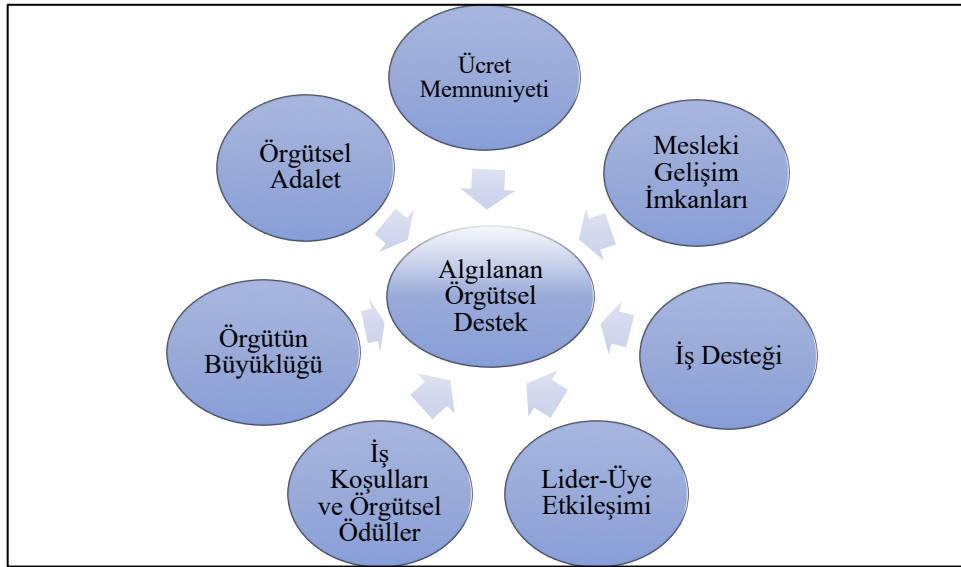 Ücret
Memnuniyeti
Mesleki
Gelişim
İmkanları
İş Desteği
Lider-Üye
Etkileşimi
İş
Koşulları
ve Örgütsel
Ödüller
Örgütün
Büyüklüğü
Örgütsel
Adalet
Algılanan
Örgütsel
Destek